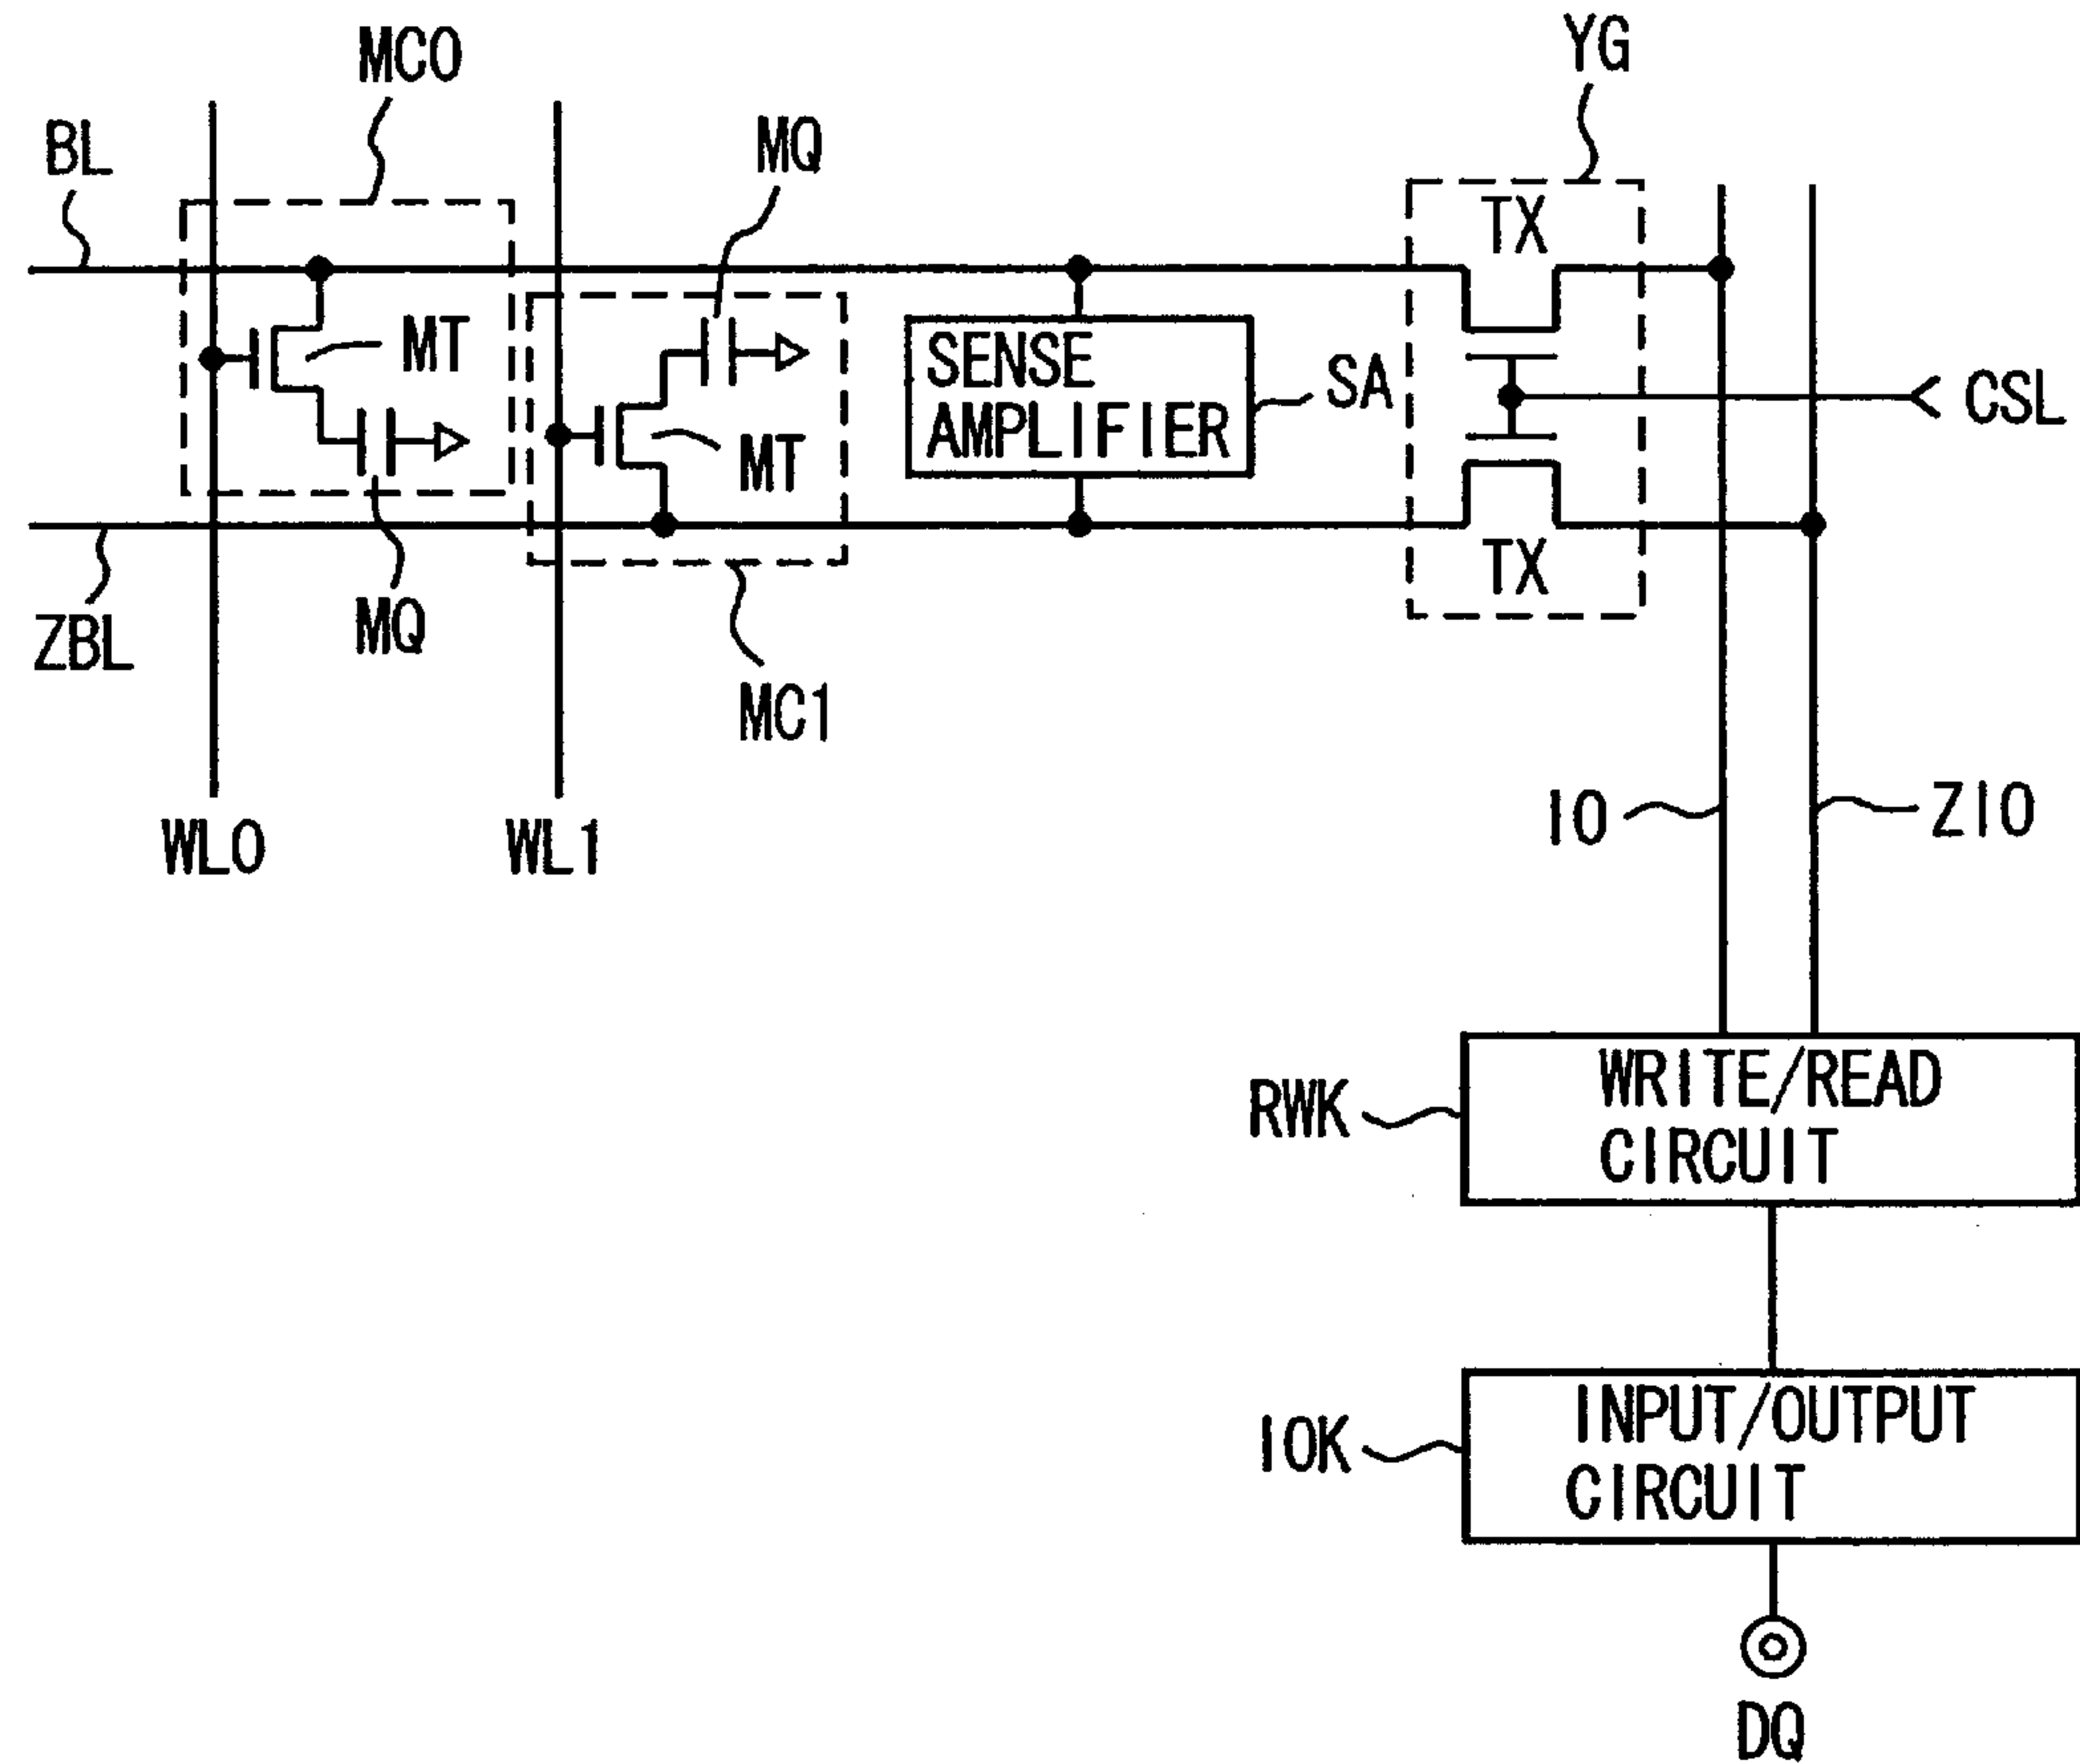 MC0
YG
BL
MQ
TX
MT
SENSE
AMPLIFIER
SA
CSL
MT
ZBL
MQ
TX
MC1
WL0
WL1
IO
ZIO
RWK
WRITE/READ
CIRCUIT
IOK
INPUT/OUTPUT
CIRCUIT
DQ